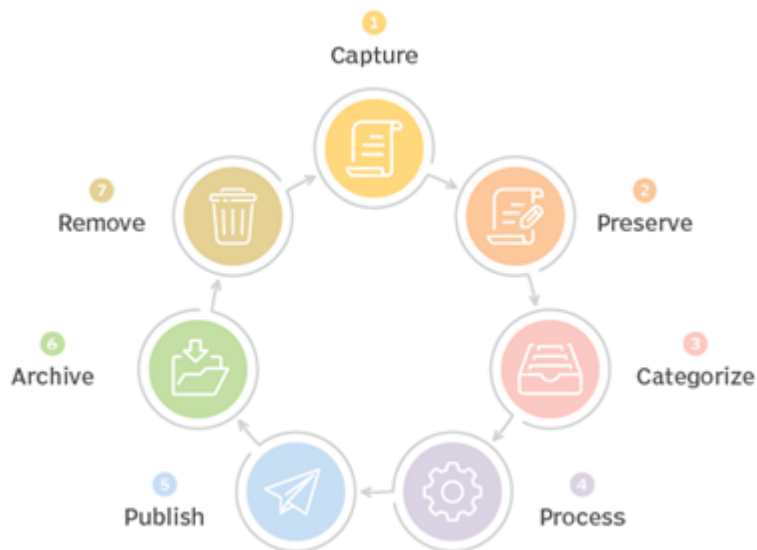 1
Capture
2
Preserve
3
Categorize
4
Process
5
Publish
6
Archive
7
Remove